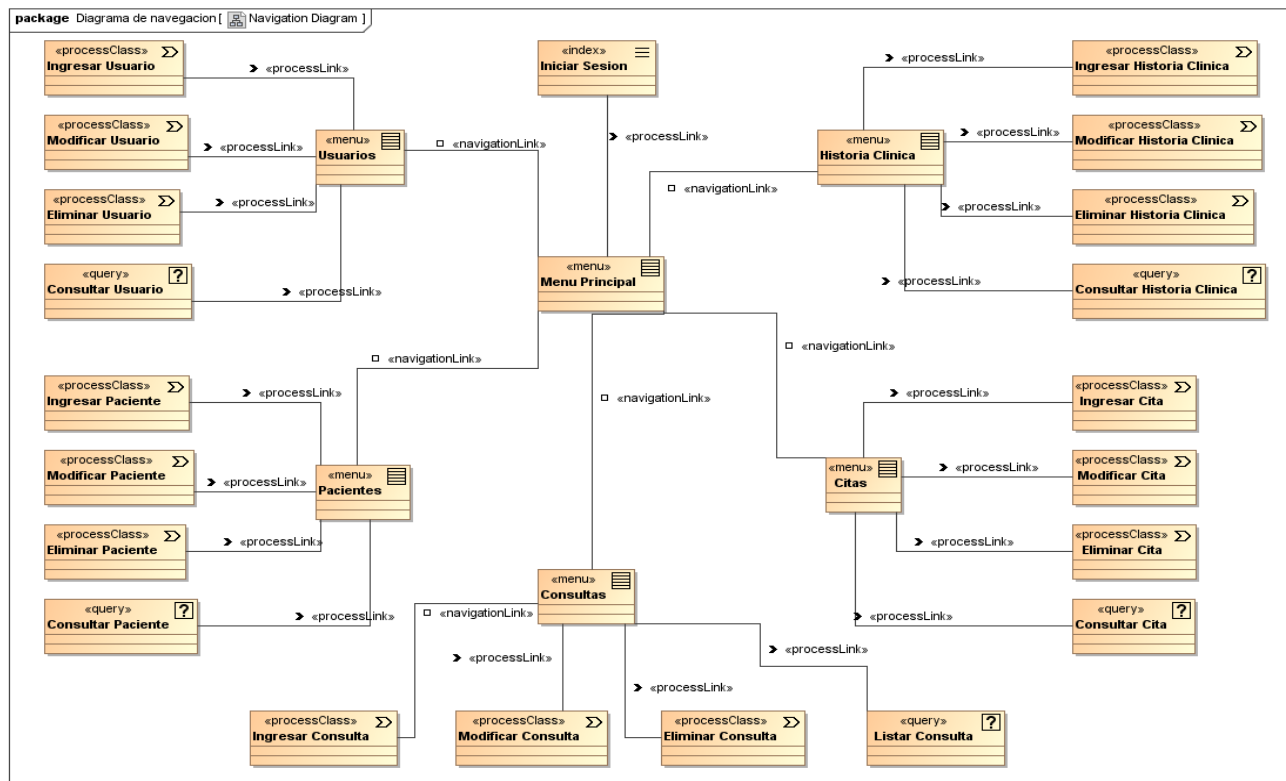 package Diagrama de navegacion [ Navigation Diagram ]
«processClass»
Ingresar Usuario
«processLink»
«processClass»
Modificar Usuario
«processLink»
«processClass»
Eliminar Usuario
«processLink»
«query»
Consultar Usuario
«processLink»
«menu»
Usuarios
«navigationLink»
«index»
Iniciar Sesion
«processLink»
«menu»
Menu Principal
«navigationLink»
«menu»
Historia Clinica
«processLink»
«processClass»
Ingresar Historia Clinica
«processLink»
«processClass»
Modificar Historia Clinica
«processLink»
«processClass»
Eliminar Historia Clinica
«processLink»
«query»
Consultar Historia Clinica
«navigationLink»
«processClass»
Ingresar Paciente
«processLink»
«processClass»
Modificar Paciente
«processLink»
«processClass»
Eliminar Paciente
«processLink»
«query»
Consultar Paciente
«processLink»
«menu»
Pacientes
«navigationLink»
«navigationLink»
«menu»
Citas
«processLink»
«processClass»
Ingresar Cita
«processLink»
«processClass»
Modificar Cita
«processLink»
«processClass»
Eliminar Cita
«processLink»
«query»
Consultar Cita
«menu»
Consultas
«navigationLink»
«processLink»
«processLink»
«processLink»
«processClass»
Ingresar Consulta
«processClass»
Modificar Consulta
«processClass»
Eliminar Consulta
«query»
Listar Consulta